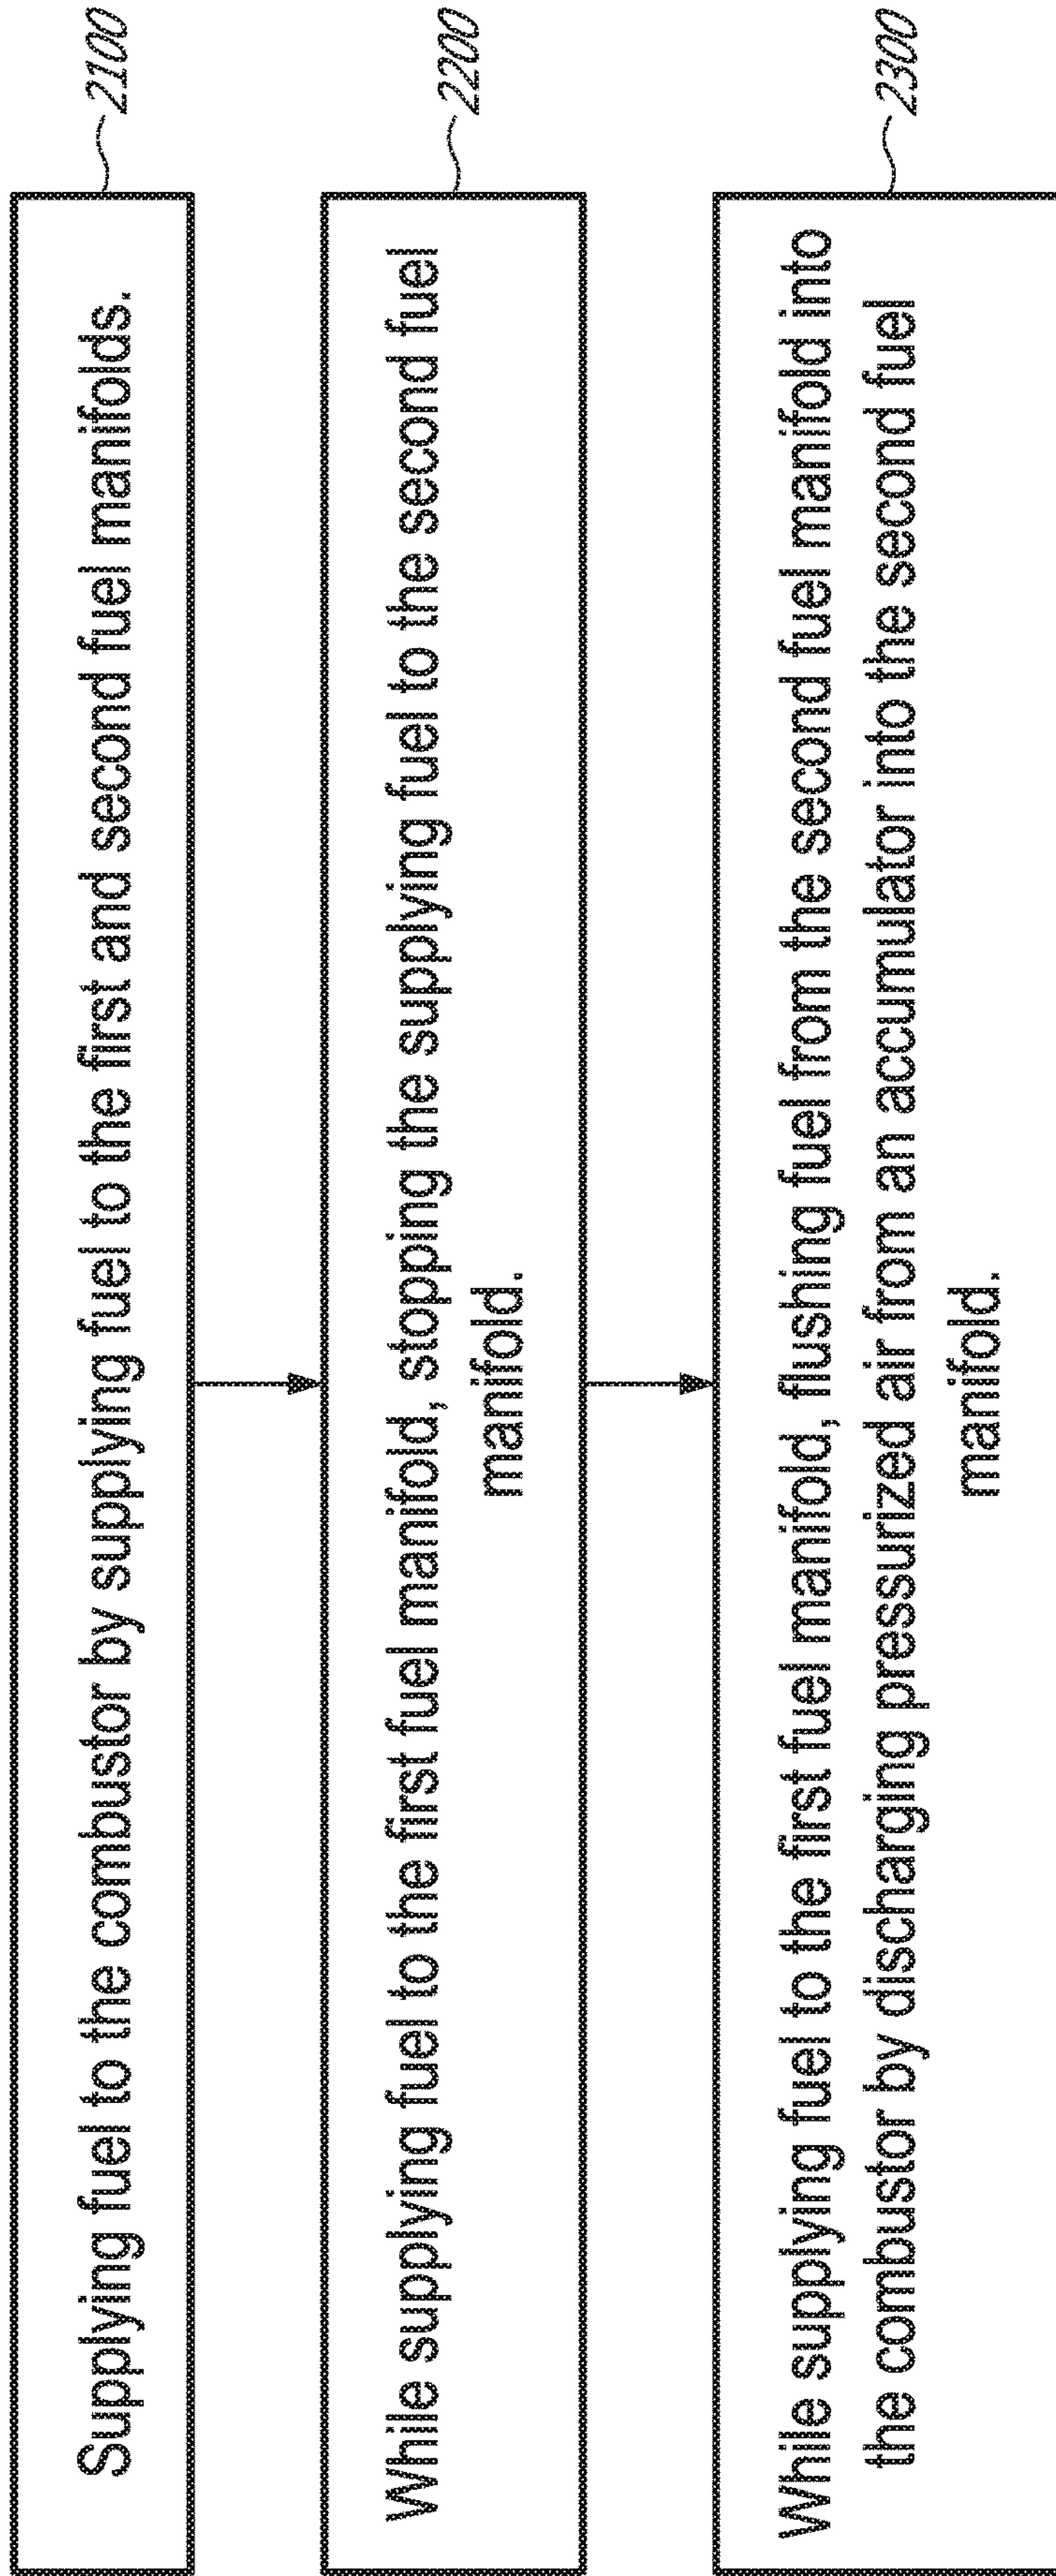 Supplying fuel to the combustor by supplying fuel to the first and second fuel manifolds.
2100
While supplying fuel to the first fuel manifold, stopping the supplying fuel to the second fuel
manifold.
2200
While supplying fuel to the first fuel manifold, flushing fuel from the second fuel manifold into
the combustor by discharging pressurized air from an accumulator into the second fuel
manifold.
2300